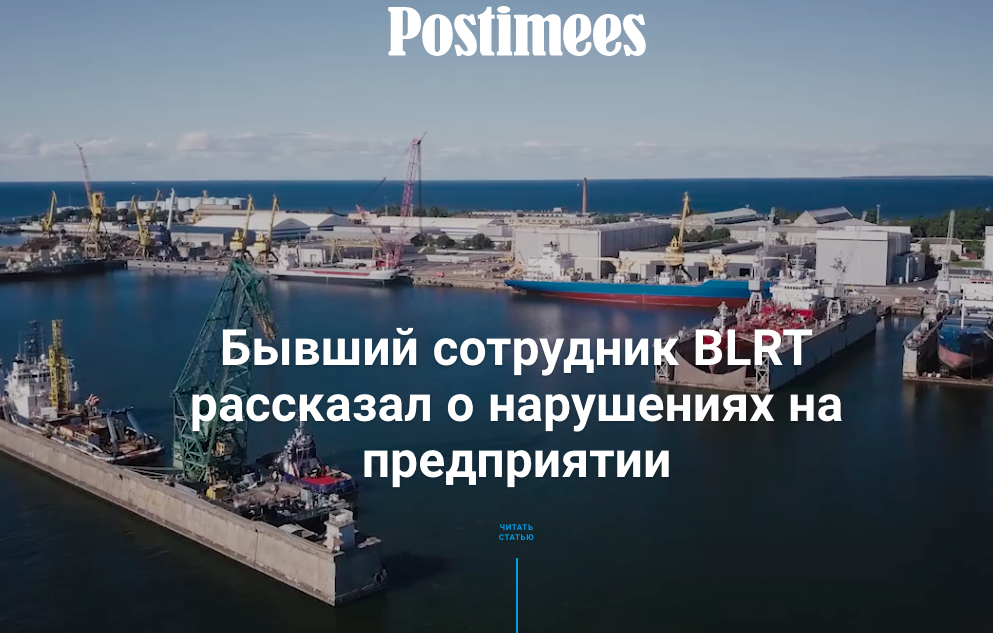 Postimees
Бывший сотрудник BLRT
рассказал о нарушениях на
предприятии
ЧИТАТЬ
СТАТЬЮ